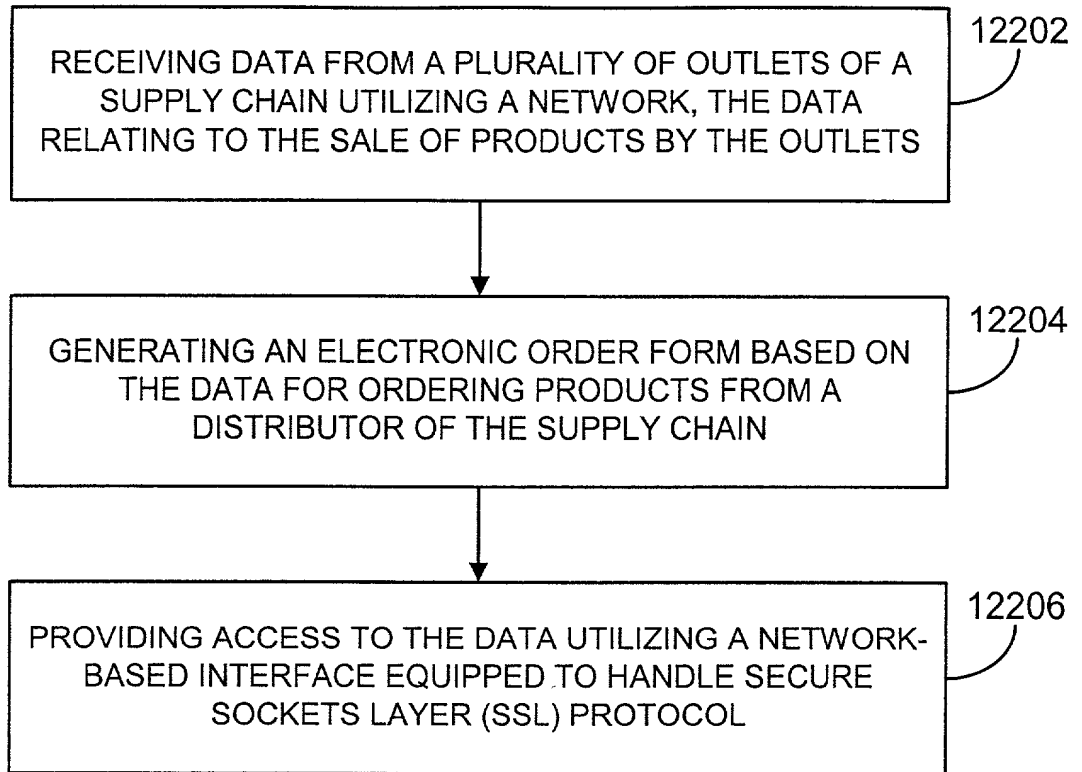 12202
RECEIVING DATA FROM A PLURALITY OF OUTLETS OF A
SUPPLY CHAIN UTILIZING A NETWORK, THE DATA
RELATING TO THE SALE OF PRODUCTS BY THE OUTLETS
12204
GENERATING AN ELECTRONIC ORDER FORM BASED ON
THE DATA FOR ORDERING PRODUCTS FROM A
DISTRIBUTOR OF THE SUPPLY CHAIN
12206
PROVIDING ACCESS TO THE DATA UTILIZING A NETWORK-
BASED INTERFACE EQUIPPED TO HANDLE SECURE
SOCKETS LAYER (SSL) PROTOCOL